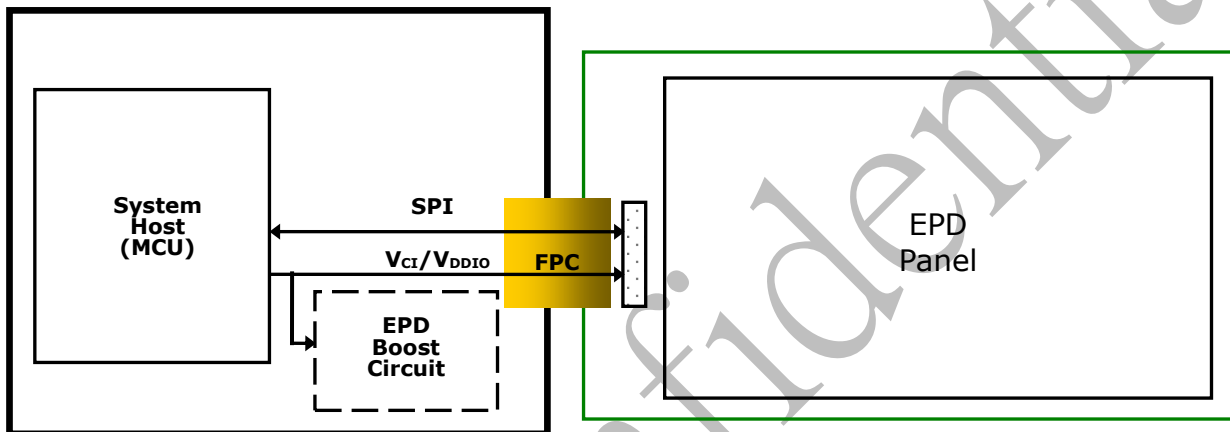 System
Host
(MCU)
SPI
VCI/VDDIO
FPC
EPD
Boost
Circuit
EPD
Panel